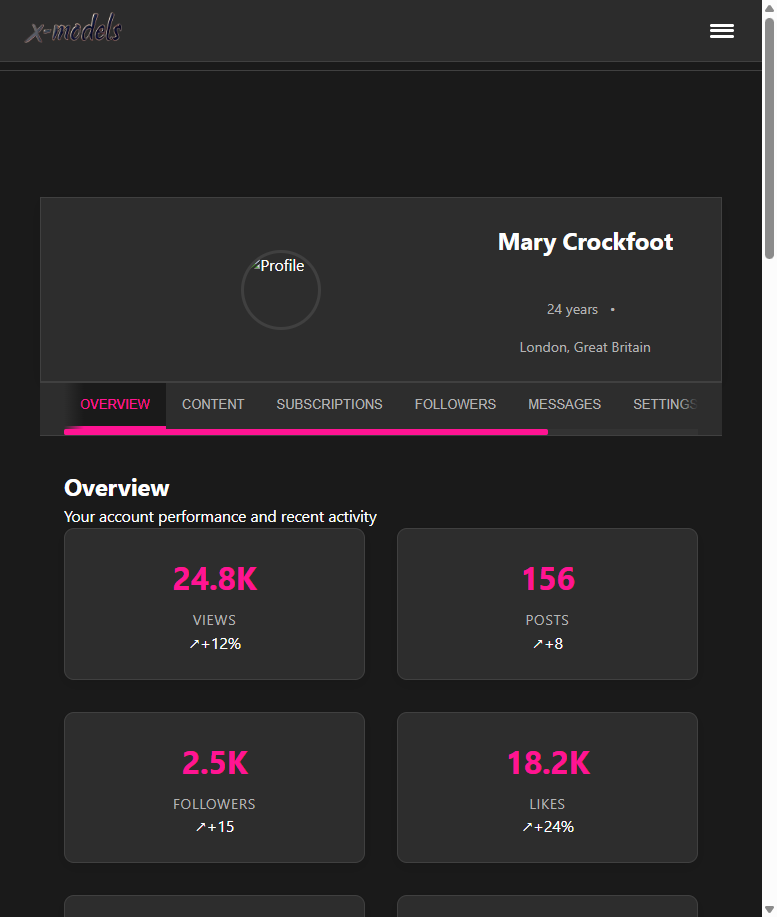 x-models
Profile
Mary Crockfoot
24 years •
London, Great Britain
OVERVIEW CONTENT SUBSCRIPTIONS FOLLOWERS MESSAGES SETTINGS
Overview
Your account performance and recent activity
24.8K 156
VIEWS POSTS
↗+12% ↗+8
2.5K 18.2K
FOLLOWERS LIKES
↗+15 ↗+24%